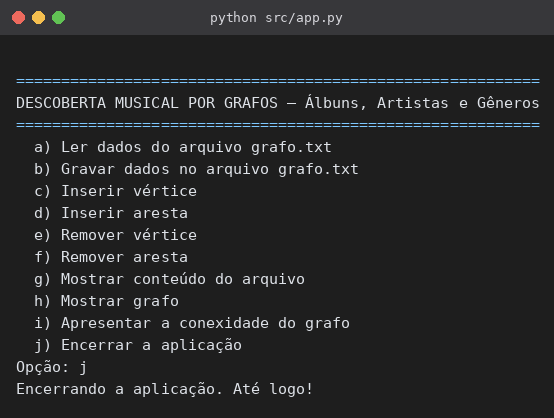 python src/app.py
==========================================================
DESCOBERTA MUSICAL POR GRAFOS — Álbuns, Artistas e Gêneros
==========================================================
a) Ler dados do arquivo grafo.txt
b) Gravar dados no arquivo grafo.txt
c) Inserir vértice
d) Inserir aresta
e) Remover vértice
f) Remover aresta
g) Mostrar conteúdo do arquivo
h) Mostrar grafo
i) Apresentar a conexidade do grafo
j) Encerrar a aplicação
Opção: j
Encerrando a aplicação. Até logo!